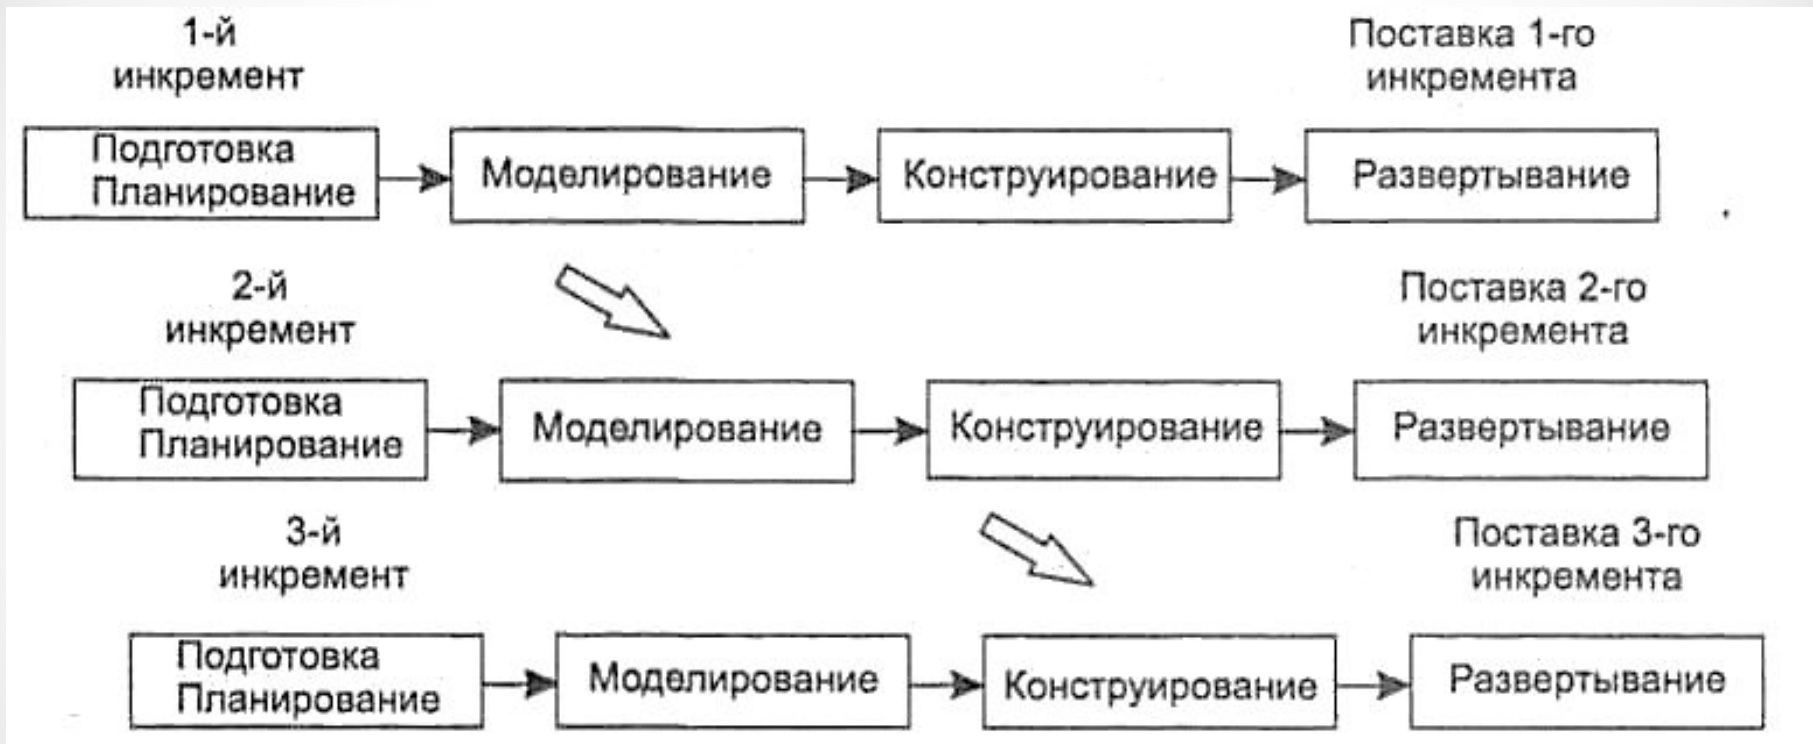 1-й
инкремент
Поставка 1-го
инкремента
Подготовка
Планирование
Моделирование
Конструирование
Развертывание
2-й
инкремент
Поставка 2-го
инкремента
Подготовка
Планирование
Моделирование
Конструирование
Развертывание
3-й
инкремент
Поставка 3-го
инкремента
Подготовка
Планирование
Моделирование
Конструирование
Развертывание